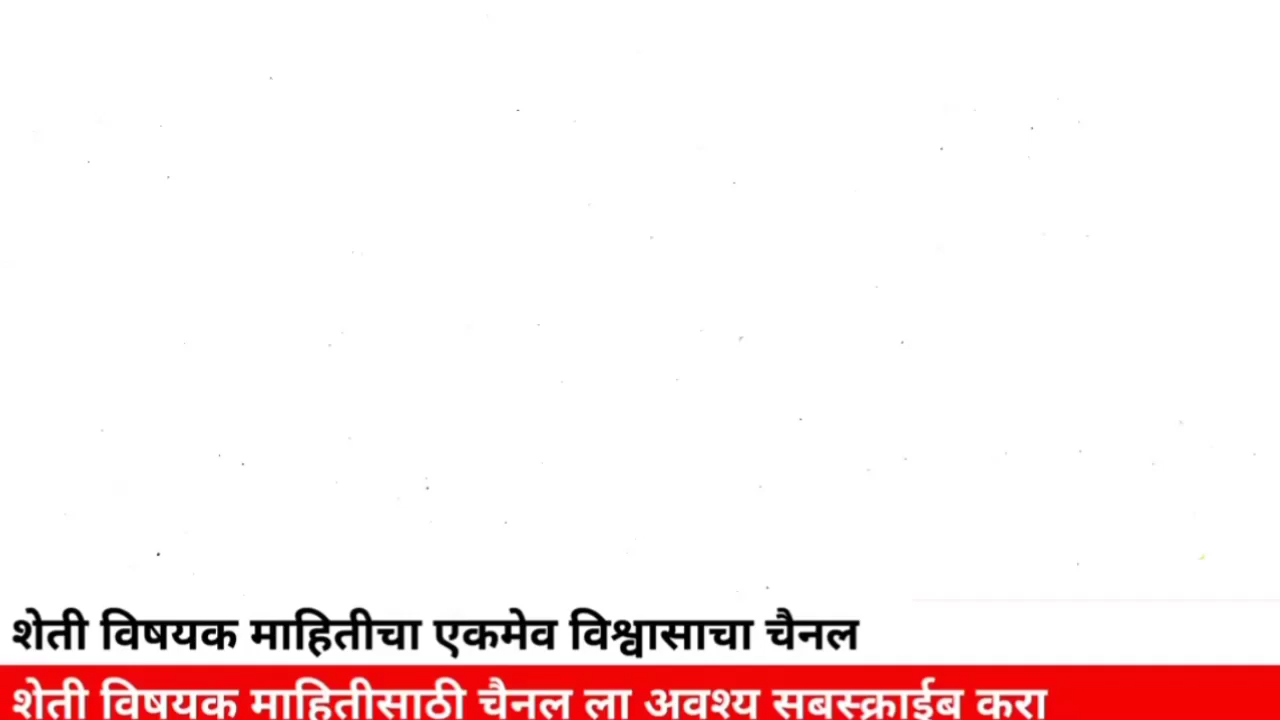 शेती विषयक माहितीचा एकमेव विश्वासाचा चैनल
शेती विषयक माहितीसाठी चैनल ला अवश्य सबस्क्राईब करा